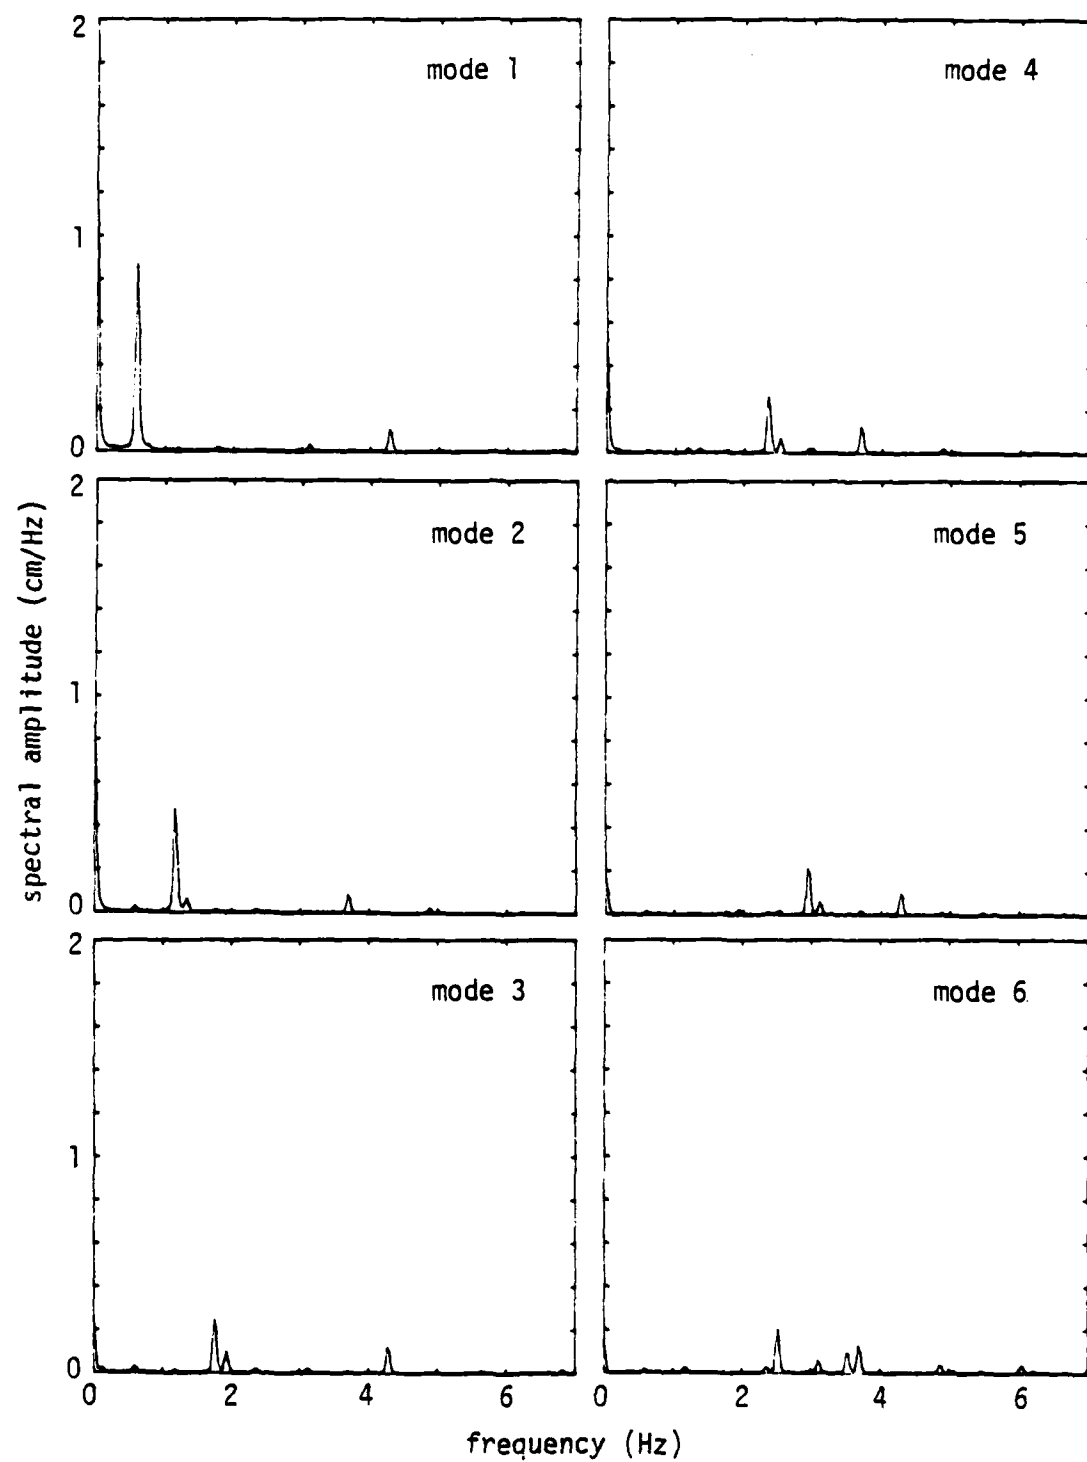 2
mode 1
mode 4
1
0
2
mode 2
mode 5
1
0
2
mode 3
mode 6
1
0
0 2 4 6
0 2 4 6
spectral amplitude (cm/Hz)
frequency (Hz)